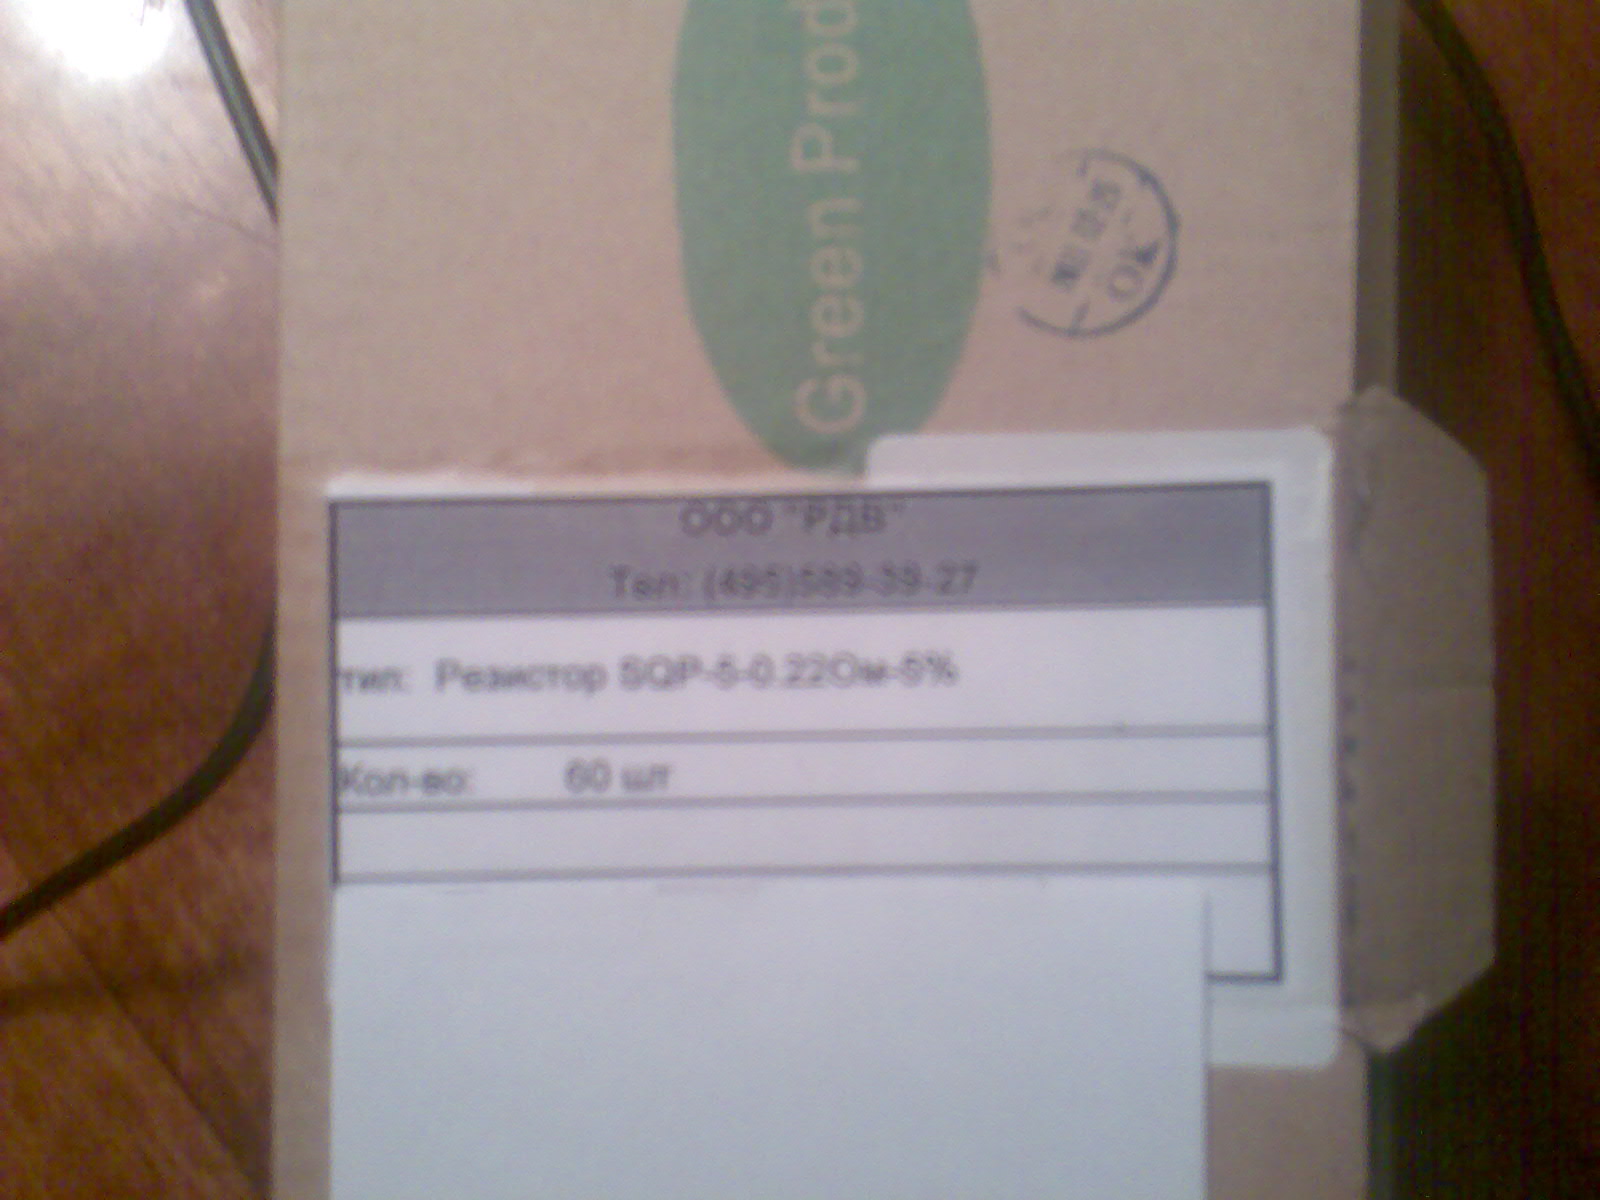 Green Prod
OK
ООО "РДВ"
Тел: (495)589-39-27
тип: Резистор SQP-5-0.22Ом-5%
Кол-во: 60 шт